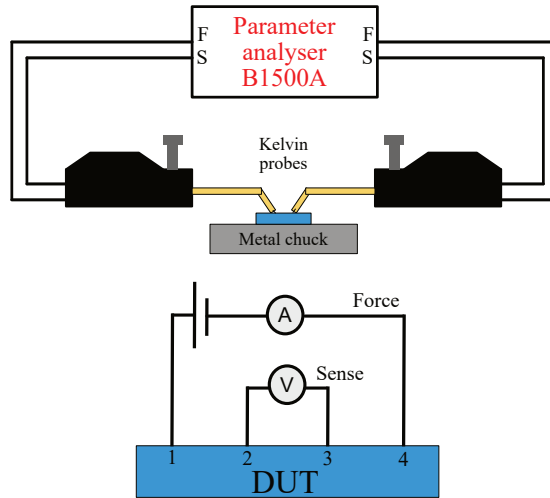 Parameter
F analyser F
S B1500A S
Kelvin
probes
Metal chuck
A Force
V Sense
1 2 3 4
DUT